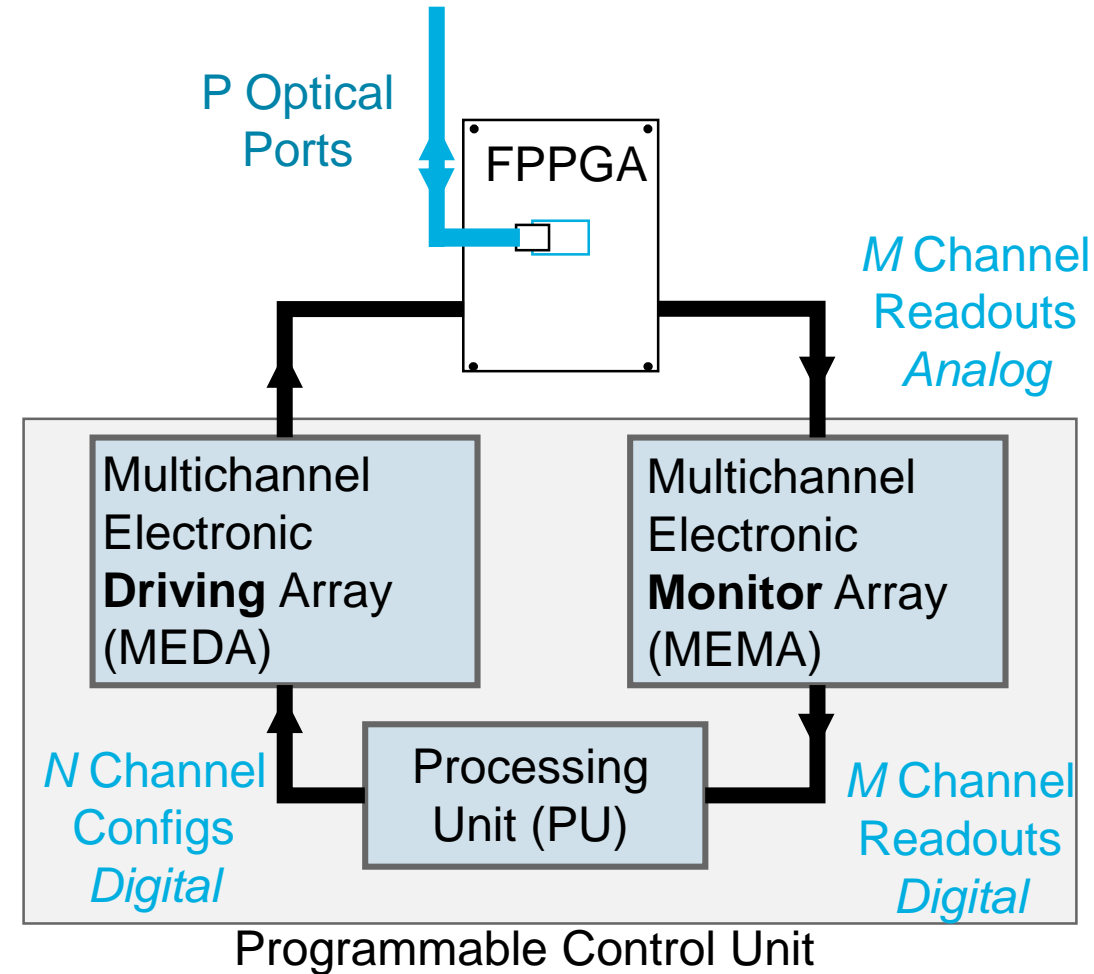 P Optical
Ports
FPPGA
M Channel
Readouts
Analog
Multichannel
Electronic
Driving Array
(MEDA)
Multichannel
Electronic
Monitor Array
(MEMA)
N Channel
Configs
Digital
Processing
Unit (PU)
M Channel
Readouts
Digital
Programmable Control Unit